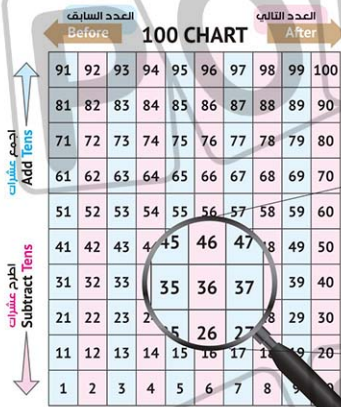 العدد السابق
العدد التالي
Before
100 CHART
After
91 92 93 94 95 96 97 98 99 100
81 82 83 84 85 86 87 88 89 90
71 72 73 74 75 76 77 78 79 80
61 62 63 64 65 66 67 68 69 70
51 52 53 54 55 56 57 58 59 60
41 42 43 45 46 47 49 50
31 32 33 35 36 37 39 40
21 22 23 26 27 29 30
11 12 13 14 15 16 17 19 20
1 2 3 4 5 6 7 8
اجمع عشرات
Add Tens
اطرح عشرات
Subtract Tens